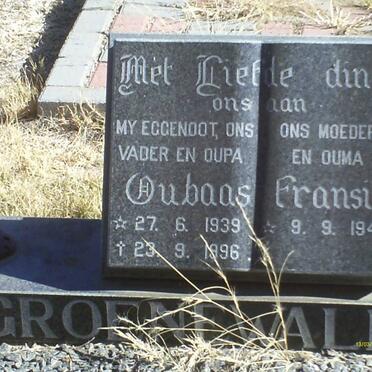 Met Liefde din
ons aan
MY EGGENOOT, ONS
VADER EN OUPA
Oubaas
☆ 27. 6. 1939
† 23. 9. 1996
ONS MOEDER
EN OUMA
Fransi
☆ 9. 9. 194
GROENEWAL